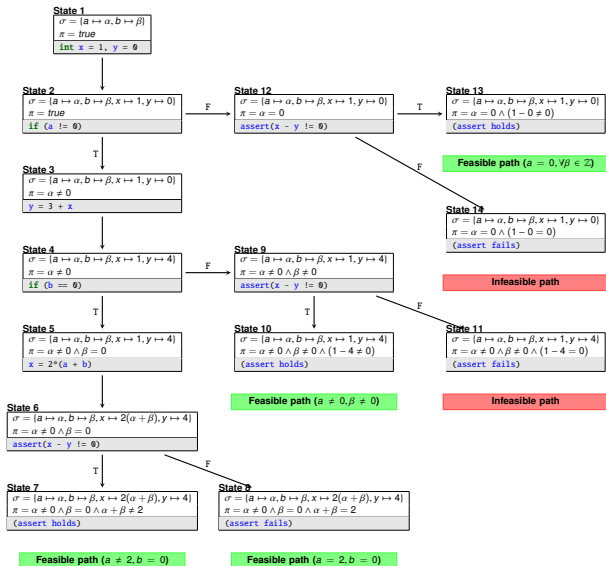 State 1
σ = {a ↦ α, b ↦ β}
π = true
int x = 1, y = 0
State 2
σ = {a ↦ α, b ↦ β, x ↦ 1, y ↦ 0}
π = true
if (a != 0)
F
State 12
σ = {a ↦ α, b ↦ β, x ↦ 1, y ↦ 0}
π = α = 0
assert(x - y != 0)
T
State 13
σ = {a ↦ α, b ↦ β, x ↦ 1, y ↦ 0}
π = α = 0 ∧ (1 − 0 ≠ 0)
(assert holds)
Feasible path (a = 0, ∀β ∈ ℤ)
T
F
State 3
σ = {a ↦ α, b ↦ β, x ↦ 1, y ↦ 0}
π = α ≠ 0
y = 3 + x
State 14
σ = {a ↦ α, b ↦ β, x ↦ 1, y ↦ 0}
π = α = 0 ∧ (1 − 0 = 0)
(assert fails)
Infeasible path
State 4
σ = {a ↦ α, b ↦ β, x ↦ 1, y ↦ 4}
π = α ≠ 0
if (b == 0)
F
State 9
σ = {a ↦ α, b ↦ β, x ↦ 1, y ↦ 4}
π = α ≠ 0 ∧ β ≠ 0
assert(x - y != 0)
T
T
F
State 5
σ = {a ↦ α, b ↦ β, x ↦ 1, y ↦ 4}
π = α ≠ 0 ∧ β = 0
x = 2*(a + b)
State 10
σ = {a ↦ α, b ↦ β, x ↦ 1, y ↦ 4}
π = α ≠ 0 ∧ β ≠ 0 ∧ (1 − 4 ≠ 0)
(assert holds)
Feasible path (a ≠ 0, β ≠ 0)
State 11
σ = {a ↦ α, b ↦ β, x ↦ 1, y ↦ 4}
π = α ≠ 0 ∧ β ≠ 0 ∧ (1 − 4 = 0)
(assert fails)
Infeasible path
State 6
σ = {a ↦ α, b ↦ β, x ↦ 2(α + β), y ↦ 4}
π = α ≠ 0 ∧ β = 0
assert(x - y != 0)
T
F
State 7
σ = {a ↦ α, b ↦ β, x ↦ 2(α + β), y ↦ 4}
π = α ≠ 0 ∧ β = 0 ∧ α + β ≠ 2
(assert holds)
Feasible path (a ≠ 2, b = 0)
State 8
σ = {a ↦ α, b ↦ β, x ↦ 2(α + β), y ↦ 4}
π = α ≠ 0 ∧ β = 0 ∧ α + β = 2
(assert fails)
Feasible path (a = 2, b = 0)